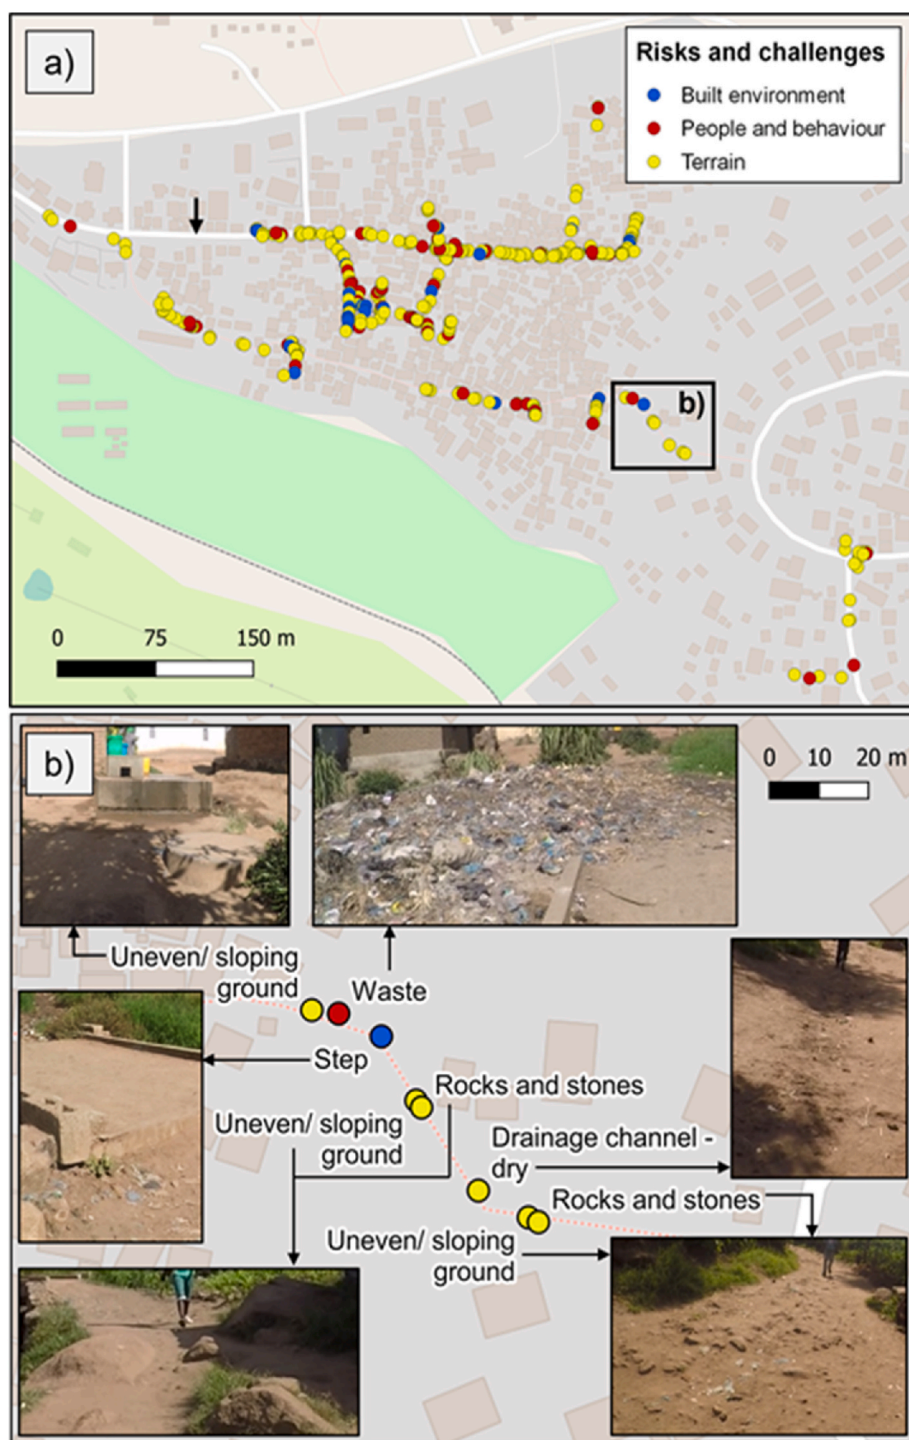 a)
Risks and challenges
Built environment
People and behaviour
Terrain
b)
0 75 150 m
b)
0 10 20 m
Uneven/ sloping
ground
Waste
Step
Rocks and stones
Uneven/ sloping
ground
Drainage channel -
dry
Rocks and stones
Uneven/ sloping
ground